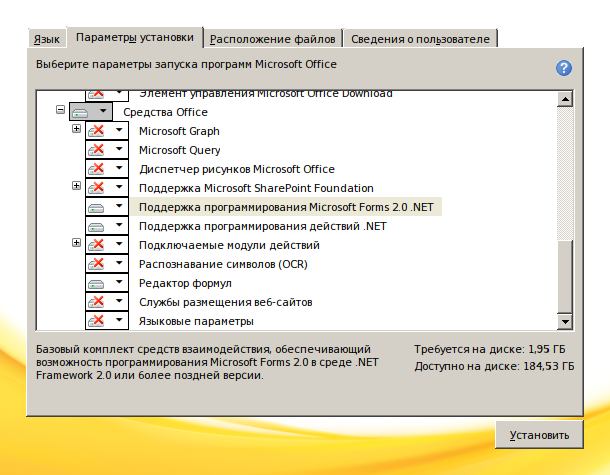 Язык Параметры установки Расположение файлов Сведения о пользователе
Выберите параметры запуска программ Microsoft Office
Элемент управления Microsoft Office Download
Средства Office
Microsoft Graph
Microsoft Query
Диспетчер рисунков Microsoft Office
Поддержка Microsoft SharePoint Foundation
Поддержка программирования Microsoft Forms 2.0 .NET
Поддержка программирования действий .NET
Подключаемые модули действий
Распознавание символов (OCR)
Редактор формул
Службы размещения веб-сайтов
Языковые параметры
Базовый комплект средств взаимодействия, обеспечивающий
возможность программирования Microsoft Forms 2.0 в среде .NET
Framework 2.0 или более поздней версии.
Требуется на диске: 1,95 ГБ
Доступно на диске: 184,53 ГБ
Установить